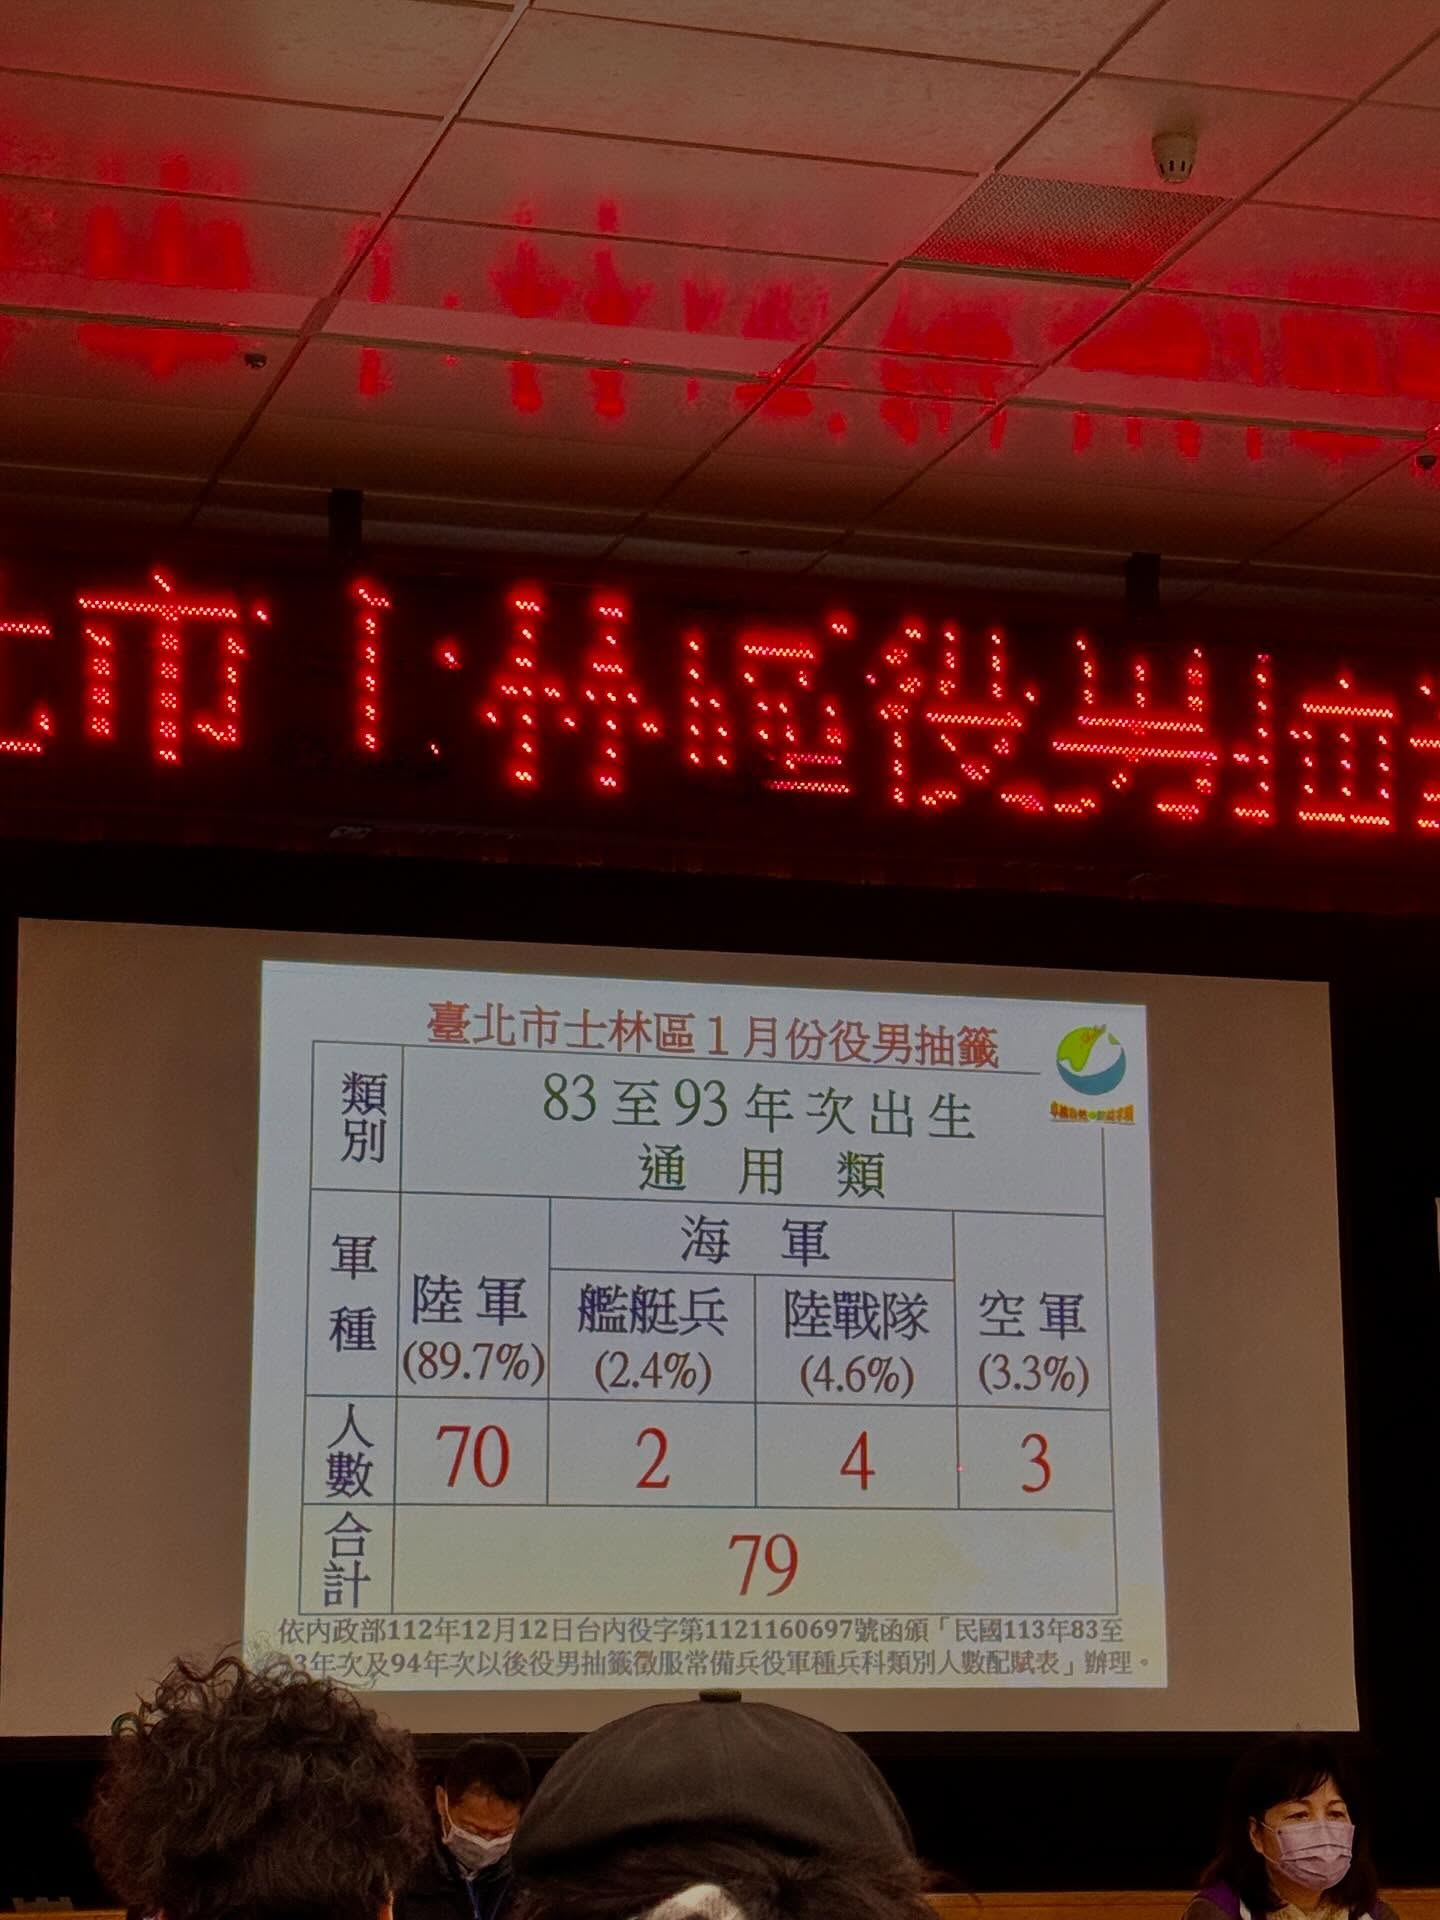 北市士林區役男抽
臺北市士林區1月份役男抽籤
類別
83至93年次出生
通用類
軍種
陸軍
(89.7%)
海軍
艦艇兵
(2.4%)
陸戰隊
(4.6%)
空軍
(3.3%)
人數
70
2
4
3
合計
79
依內政部112年12月12日台內役字第1121160697號函頒「民國113年83至
93年次及94年次以後役男抽籤徵服常備兵役軍種兵科類別人數配賦表」辦理。